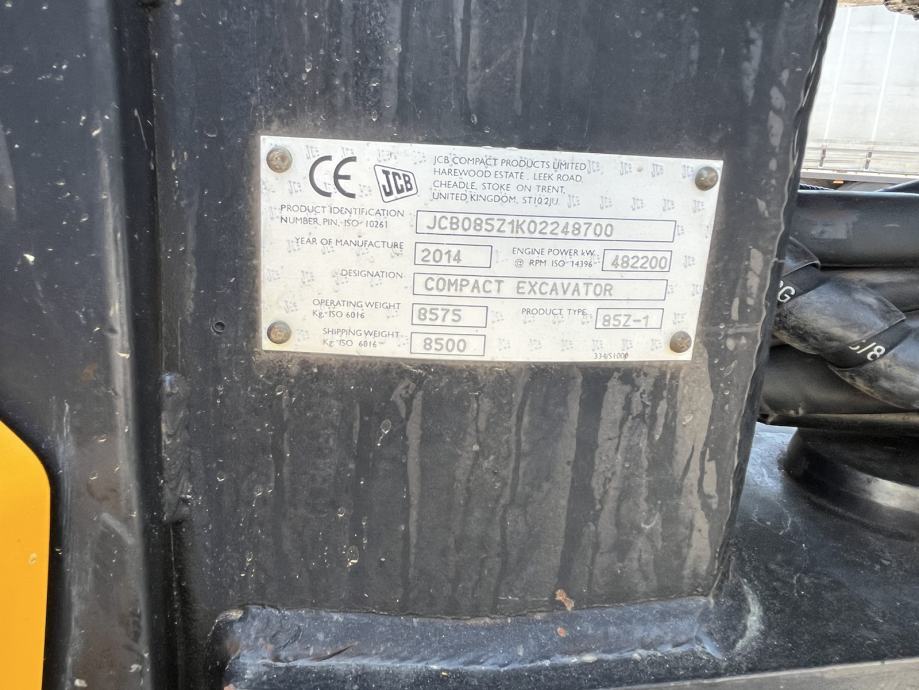 CE
JCB
JCB COMPACT PRODUCTS LIMITED
HAREWOOD ESTATE . LEEK ROAD,
CHEADLE, STOKE ON TRENT,
UNITED KINGDOM, ST10 2JU
PRODUCT IDENTIFICATION
NUMBER, PIN, ISO 10261
JCB085Z1K02248700
YEAR OF MANUFACTURE
2014
ENGINE POWER kW
@ RPM ISO 14396
482200
DESIGNATION
COMPACT EXCAVATOR
OPERATING WEIGHT
Kg-ISO 6016
8575
PRODUCT TYPE
85Z-1
SHIPPING WEIGHT
Kg ISO 6016
8500
334/S1000